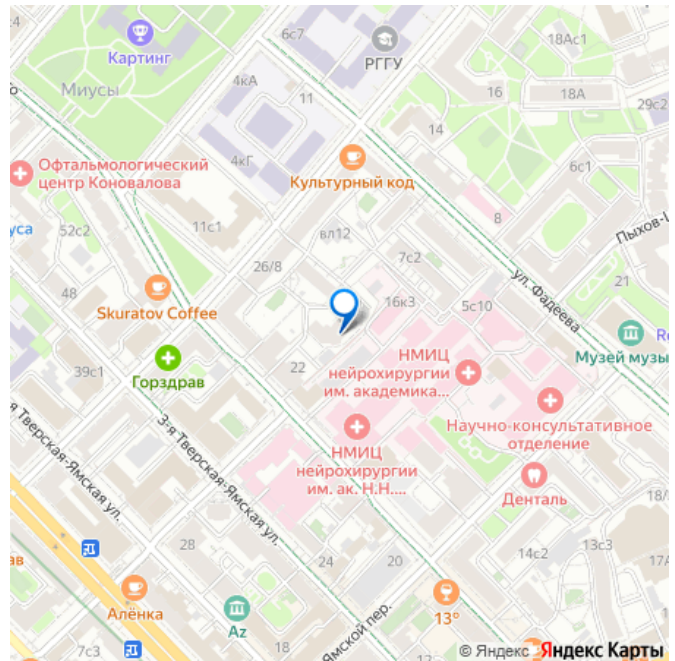 6с7
18Ас1
Картинг
РГГУ
4кА
Миусы
11
16
18А
29с2
14
Офтальмологический
центр Коновалова
4кГ
Культурный код
6с1
8
52с2
11с1
вл12
7с2
26/8
21
48
16к3
5с10
ул. Фадеева
Skuratov Coffee
Музей музы
Горздрав
22
НМИЦ
нейрохирургии
им. академика...
39с1
Научно-консультативное
отделение
НМИЦ
нейрохирургии
им. ак. Н.Н....
3-я Тверская-Ямская ул.
я Тверская-Ямская ул.
Денталь
18/
28
24
20
14с2
13с3
17А
Алёнка
13°
Az
Ямской пер.
7с3
18
© Яндекс Яндекс Карты